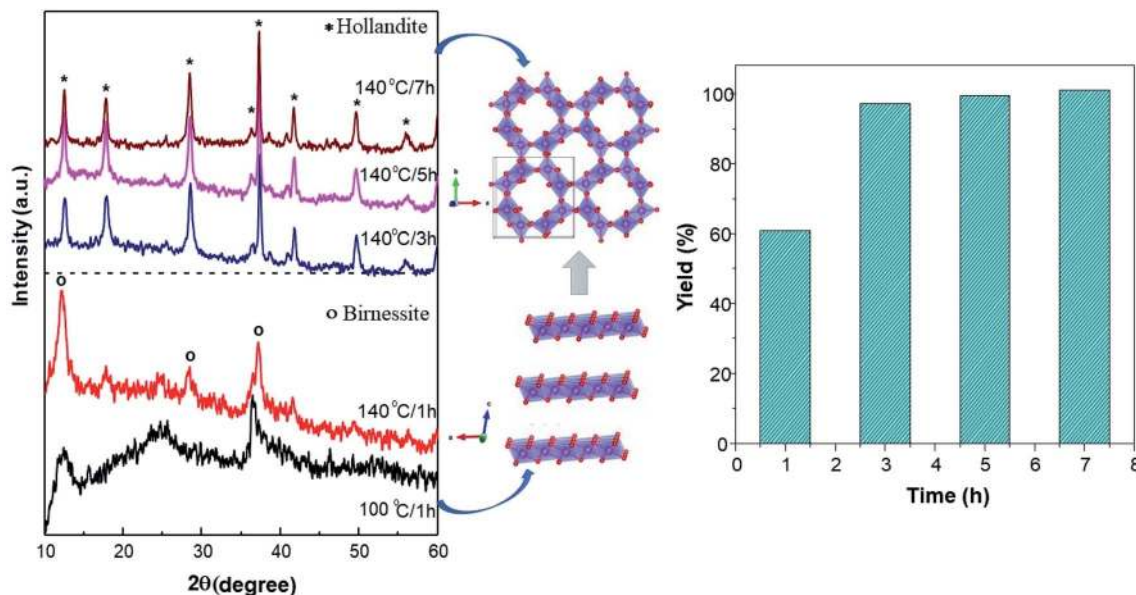 * Hollandite
140°C/7h
140°C/5h
140°C/3h
o Birnessite
140°C/1h
100°C/1h
Intensity (a.u.)
10 20 30 40 50 60
2θ(degree)
b
a
c
a
Yield (%)
100
80
60
40
20
0
0 1 2 3 4 5 6 7 8
Time (h)